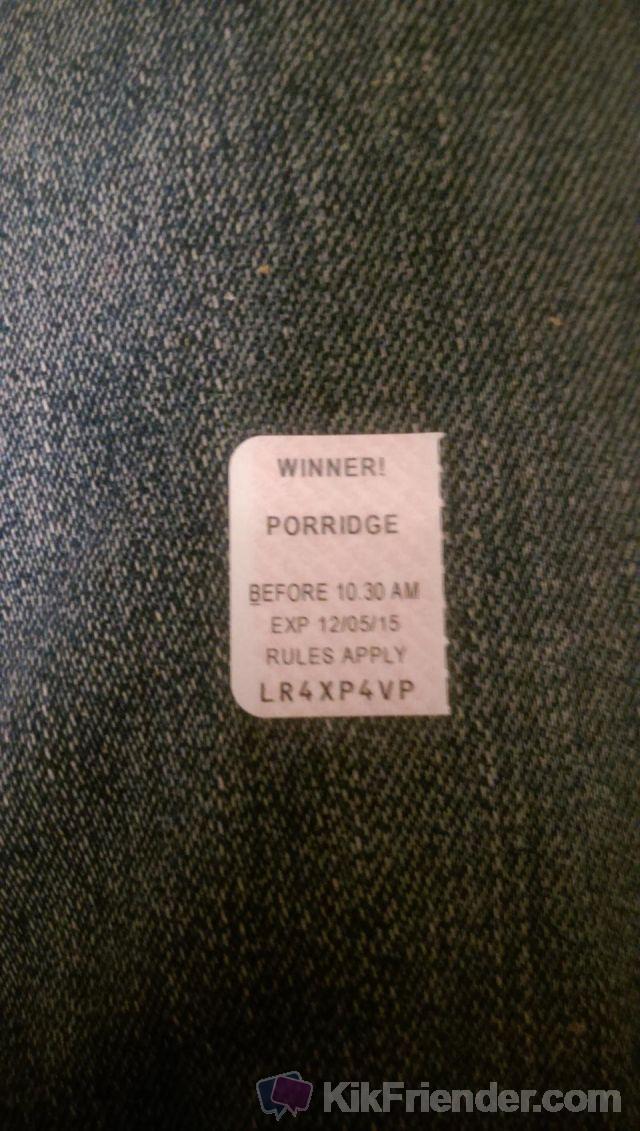 WINNER!
PORRIDGE
BEFORE 10.30 AM
EXP 12/05/15
RULES APPLY
LR4XP4VP
KikFriender.com